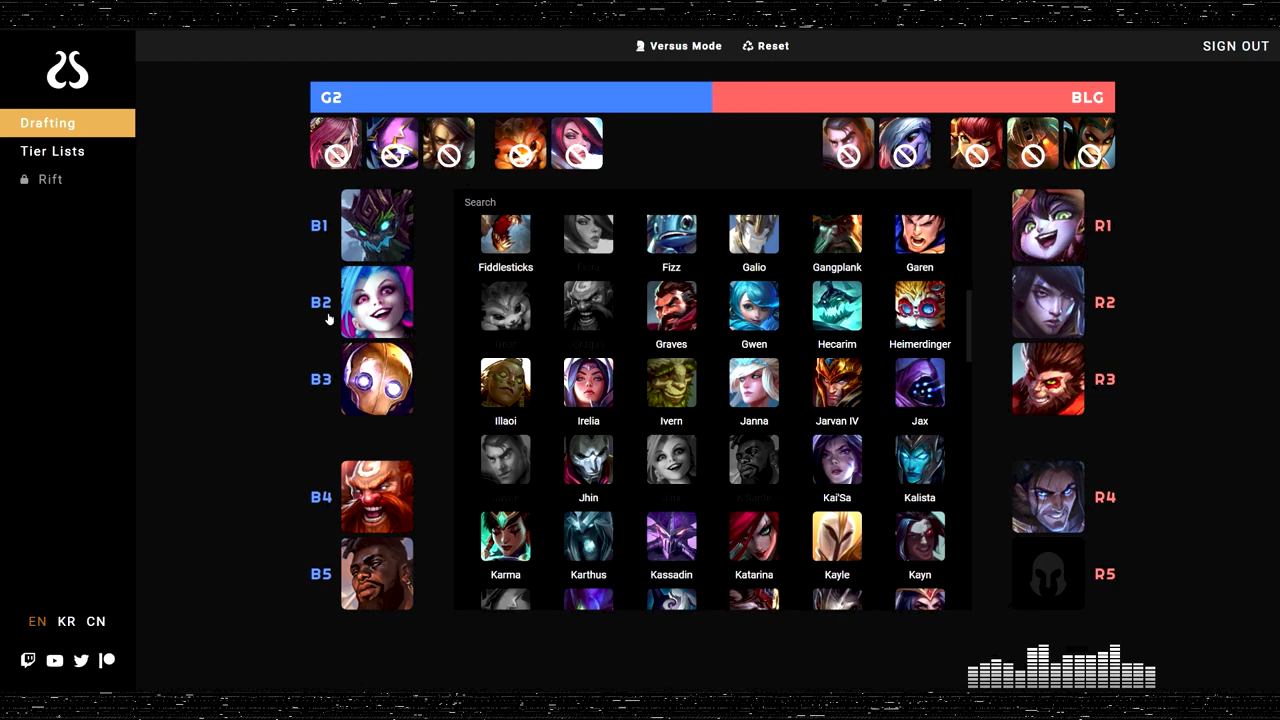 Versus Mode
Reset
SIGN OUT
Drafting
Tier Lists
Rift
G2
BLG
B1
B2
B3
B4
B5
Search
Fiddlesticks
Fizz
Galio
Gangplank
Garen
Graves
Gwen
Hecarim
Heimerdinger
Illaoi
Irelia
Ivern
Janna
Jarvan IV
Jax
Jhin
Kai'Sa
Kalista
Karma
Karthus
Kassadin
Katarina
Kayle
Kayn
R1
R2
R3
R4
R5
EN KR CN